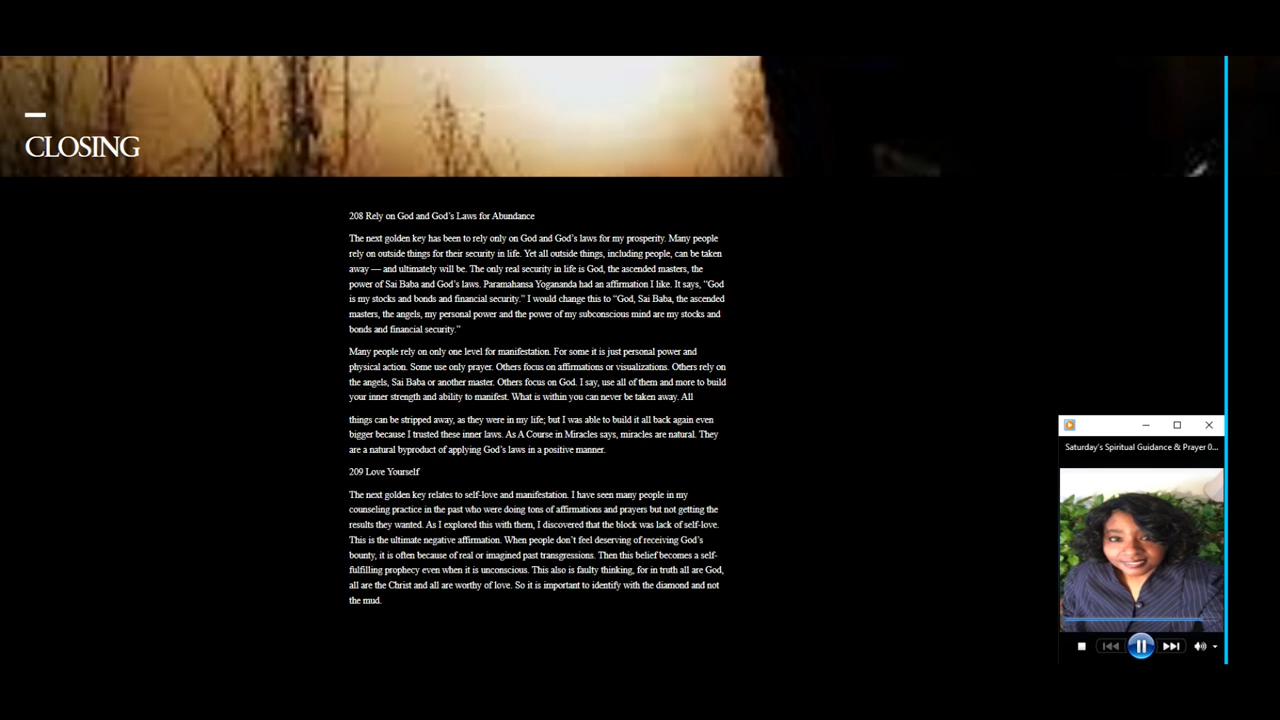 CLOSING
208 Rely on God and God's Laws for Abundance
The next golden key has been to rely only on God and God's laws for my prosperity. Many people
rely on outside things for their security in life. Yet all outside things, including people, can be taken
away — and ultimately will be. The only real security in life is God, the ascended masters, the
power of Sai Baba and God's laws. Paramahansa Yogananda had an affirmation I like. It says, "God
is my stocks and bonds and financial security." I would change this to "God, Sai Baba, the ascended
masters, the angels, my personal power and the power of my subconscious mind are my stocks and
bonds and financial security."
Many people rely on only one level for manifestation. For some it is just personal power and
physical action. Some use only prayer. Others focus on affirmations or visualizations. Others rely on
the angels, Sai Baba or another master. Others focus on God. I say, use all of them and more to build
your inner strength and ability to manifest. What is within you can never be taken away. All
things can be stripped away, as they were in my life; but I was able to build it all back again even
bigger because I trusted these inner laws. As A Course in Miracles says, miracles are natural. They
are a natural byproduct of applying God's laws in a positive manner.
209 Love Yourself
The next golden key relates to self-love and manifestation. I have seen many people in my
counseling practice in the past who were doing tons of affirmations and prayers but not getting the
results they wanted. As I explored this with them, I discovered that the block was lack of self-love.
This is the ultimate negative affirmation. When people don't feel deserving of receiving God's
bounty, it is often because of real or imagined past transgressions. Then this belief becomes a self-
fulfilling prophecy even when it is unconscious. This also is faulty thinking, for in truth all are God,
all are the Christ and all are worthy of love. So it is important to identify with the diamond and not
the mud.
Saturday's Spiritual Guidance & Prayer 0...